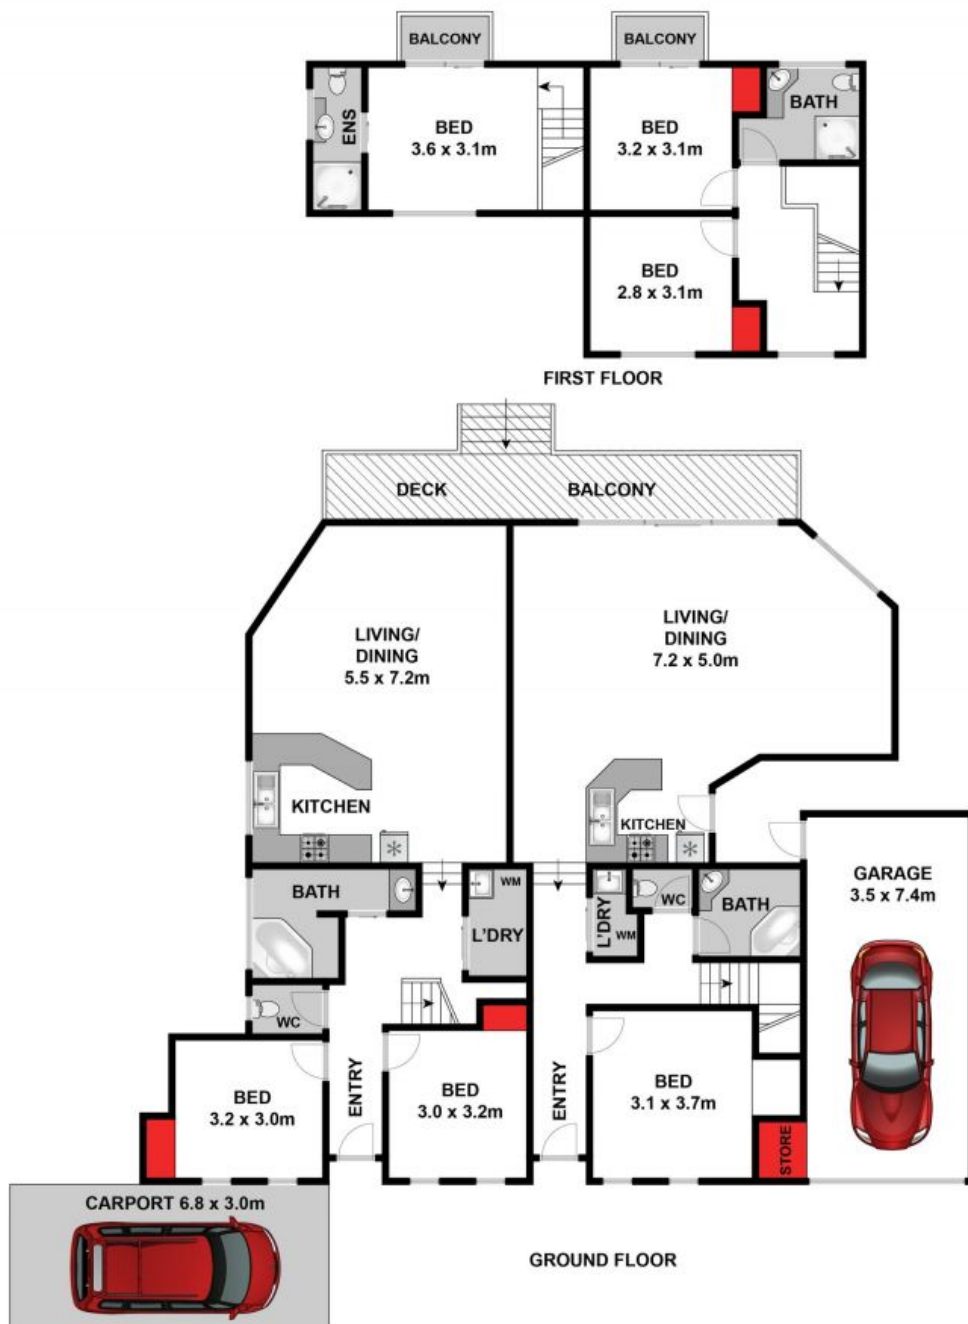 BALCONY
BALCONY
ENS
BED
3.6 x 3.1m
BED
3.2 x 3.1m
BATH
BED
2.8 x 3.1m
FIRST FLOOR
DECK
BALCONY
LIVING/
DINING
5.5 x 7.2m
LIVING/
DINING
7.2 x 5.0m
KITCHEN
KITCHEN
GARAGE
3.5 x 7.4m
BATH
WM
L'DRY
L'DRY
WM
WC
BATH
WC
BED
3.2 x 3.0m
ENTRY
BED
3.0 x 3.2m
ENTRY
BED
3.1 x 3.7m
STORE
CARPORT 6.8 x 3.0m
GROUND FLOOR